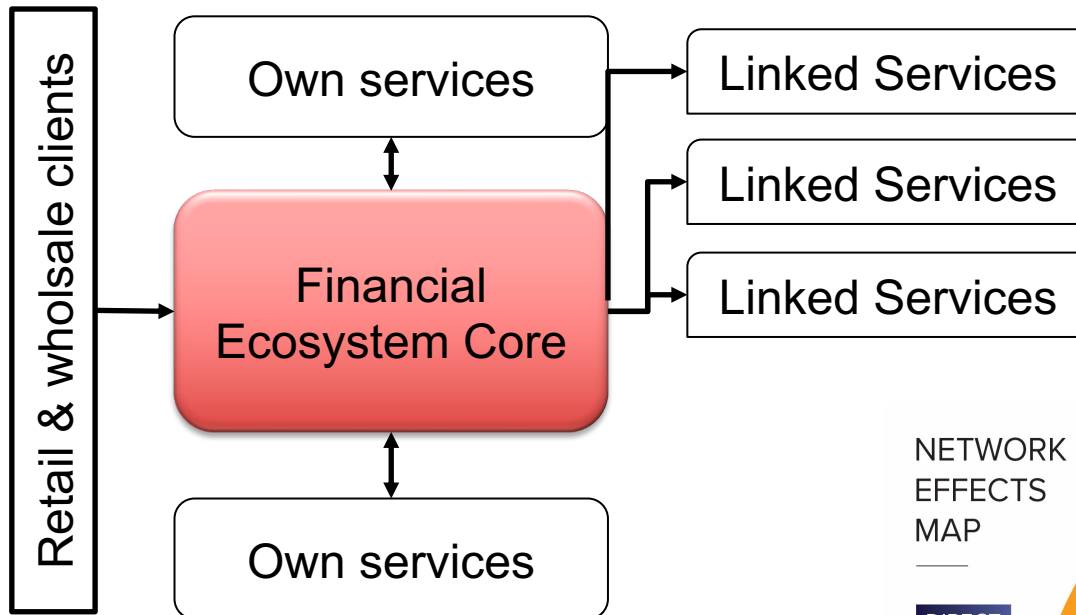 Retail & wholsale clients
Own services
Financial
Ecosystem Core
Own services
Linked Services
Linked Services
Linked Services
NETWORK
EFFECTS
MAP